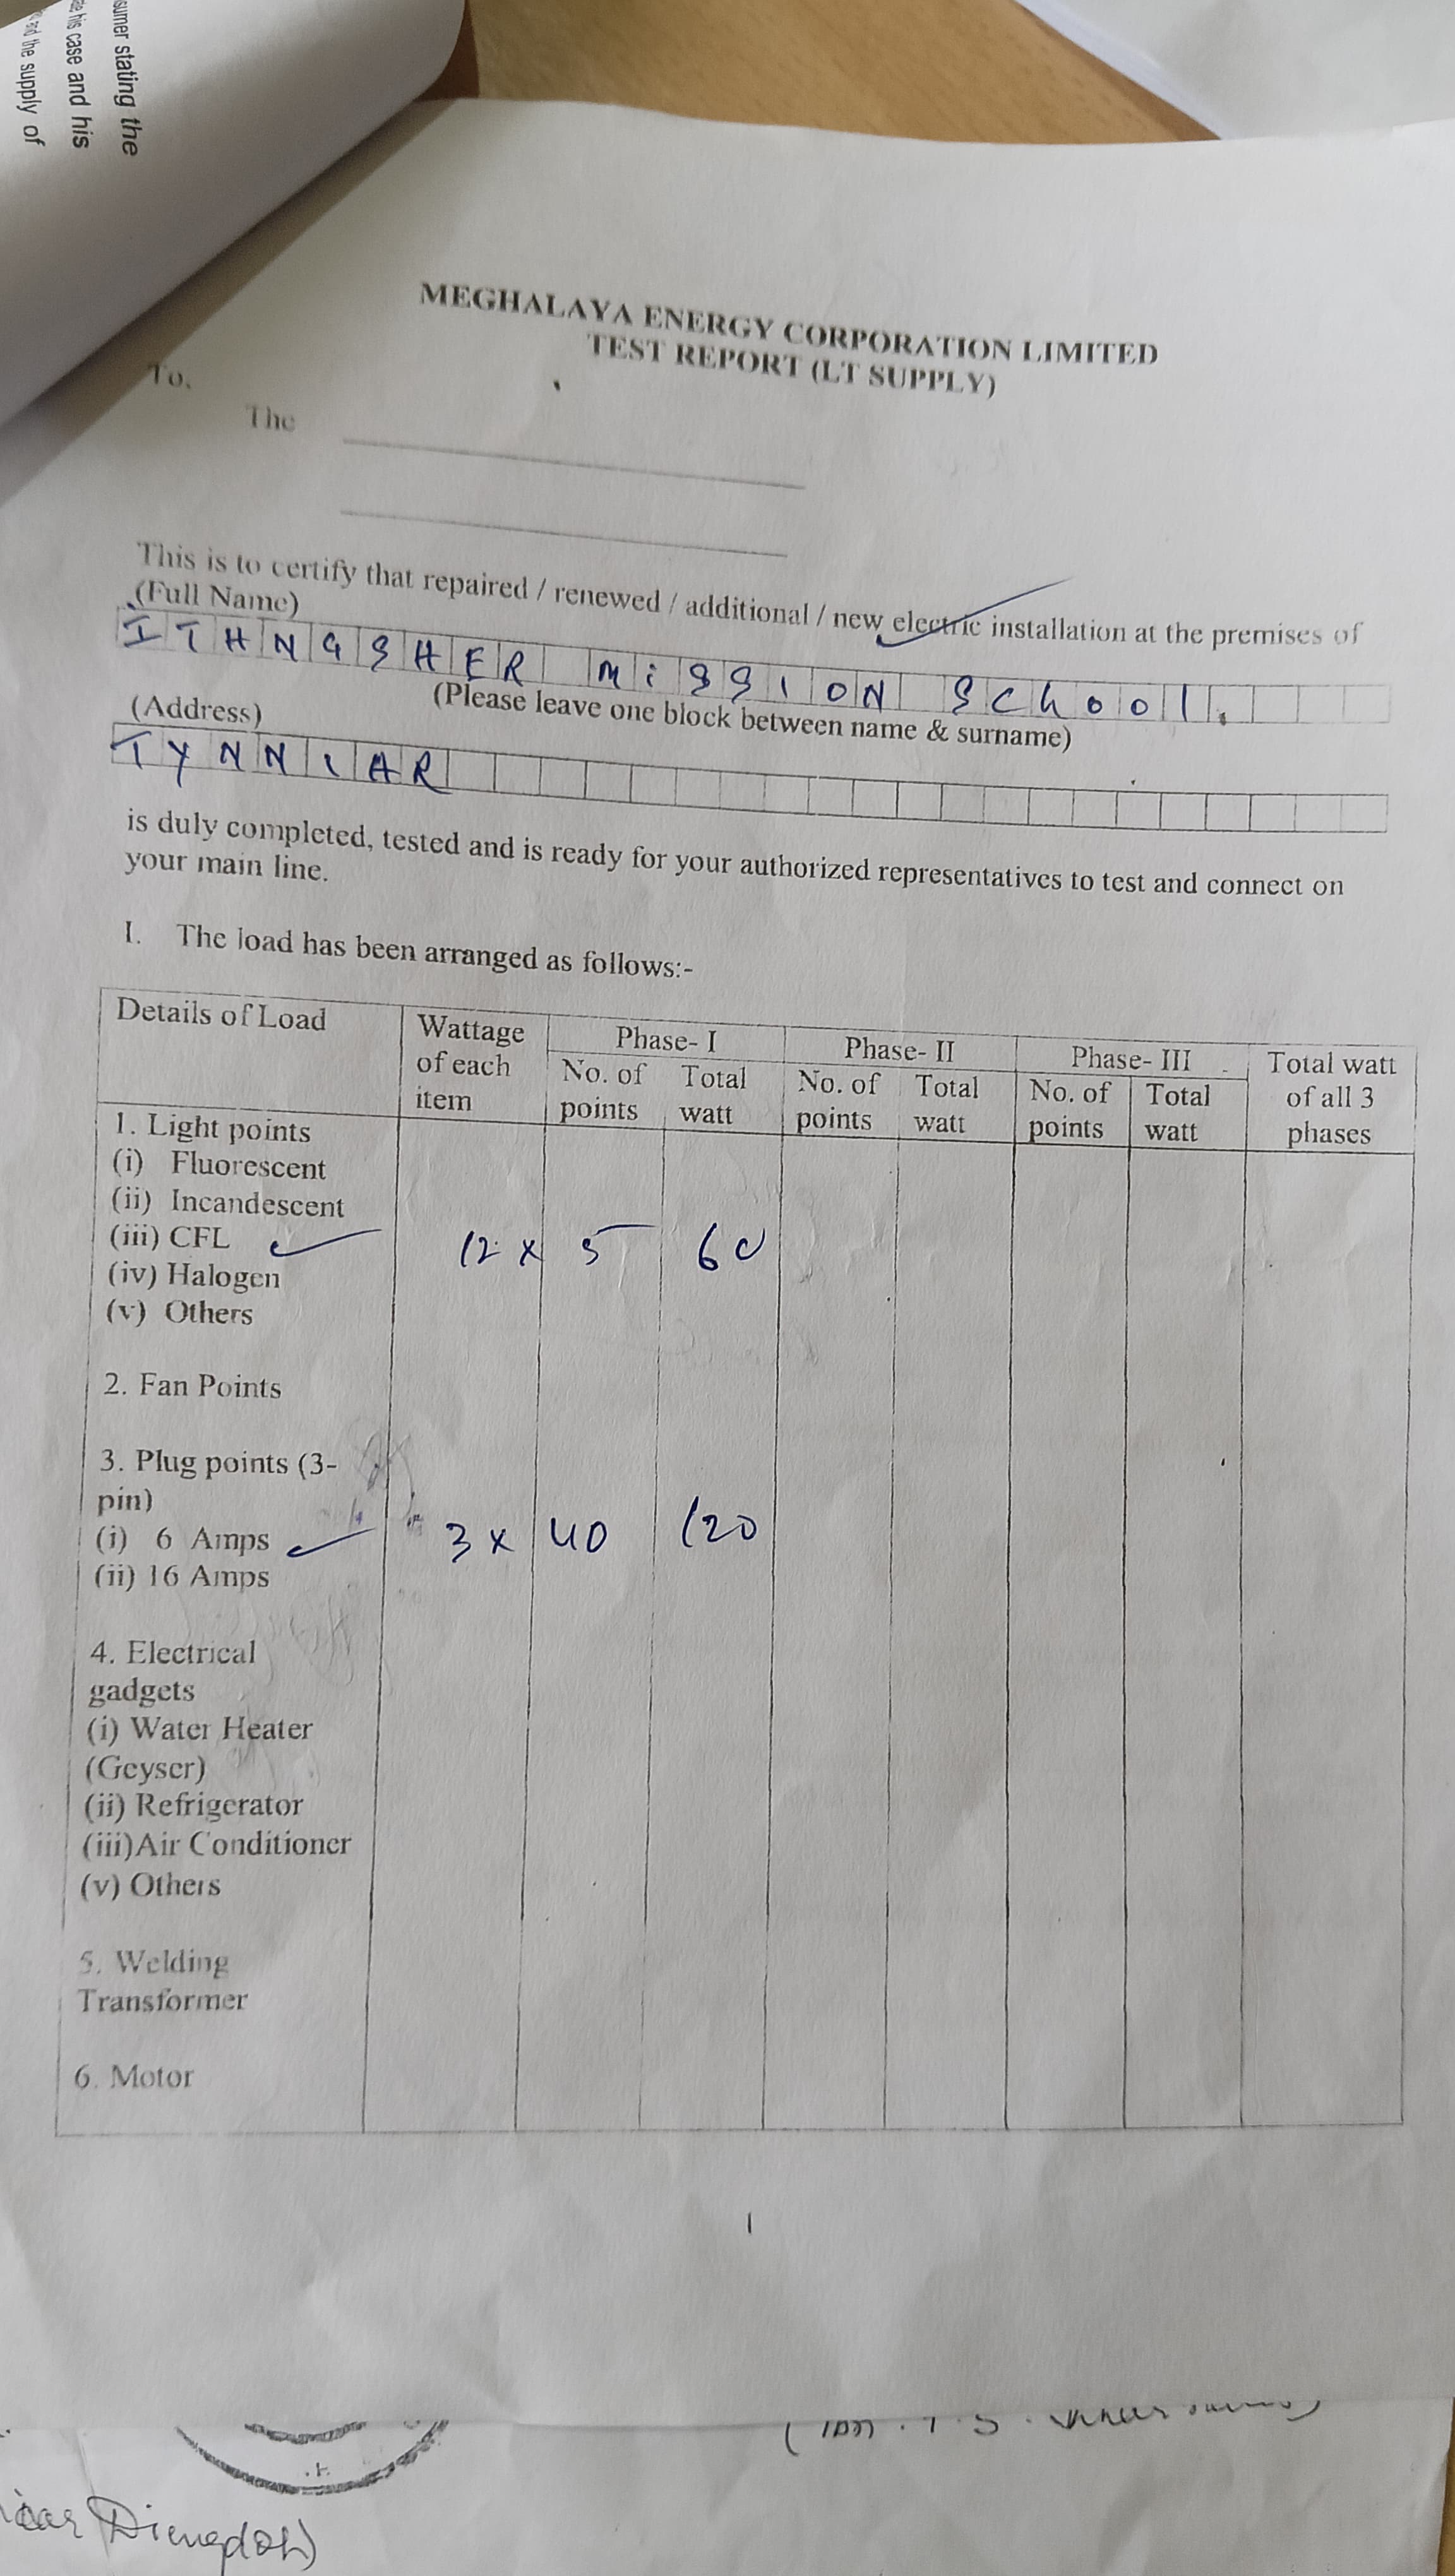 sumer stating the
his case and his
and the supply of
MEGHALAYA ENERGY CORPORATION LIMITED
TEST REPORT (LT SUPPLY)
To,
The
This is to certify that repaired / renewed / additional / new electric installation at the premises of
(Full Name)
ITHNGSHER MiSSION SChool.
(Please leave one block between name & surname)
(Address)
TYNNIAR
is duly completed, tested and is ready for your authorized representatives to test and connect on
your main line.
I. The load has been arranged as follows:-
Details of Load Wattage of each item Phase- I Phase- II Phase- III Total watt of all 3 phases
No. of points Total watt No. of points Total watt No. of points Total watt
1. Light points
(i) Fluorescent
(ii) Incandescent
(iii) CFL 12 x 5 60
(iv) Halogen
(v) Others
2. Fan Points
3. Plug points (3-
pin)
(i) 6 Amps 3 x 40 120
(ii) 16 Amps
4. Electrical
gadgets
(i) Water Heater
(Geyser)
(ii) Refrigerator
(iii)Air Conditioner
(v) Others
5. Welding
Transformer
6. Motor
1
Diengdoh)